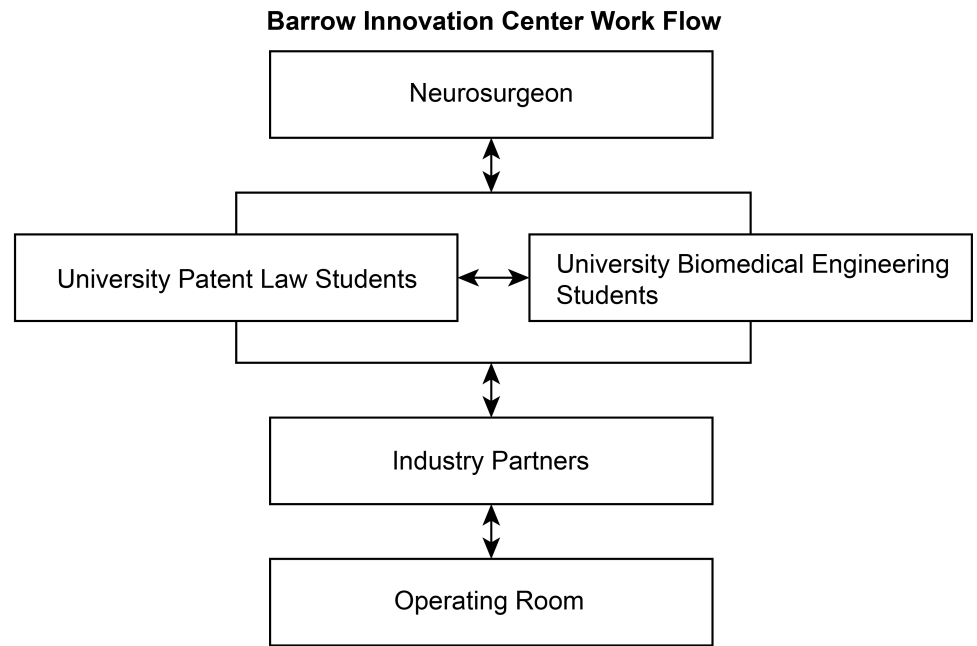 Barrow Innovation Center Work Flow
Neurosurgeon
University Patent Law Students
University Biomedical Engineering
Students
Industry Partners
Operating Room